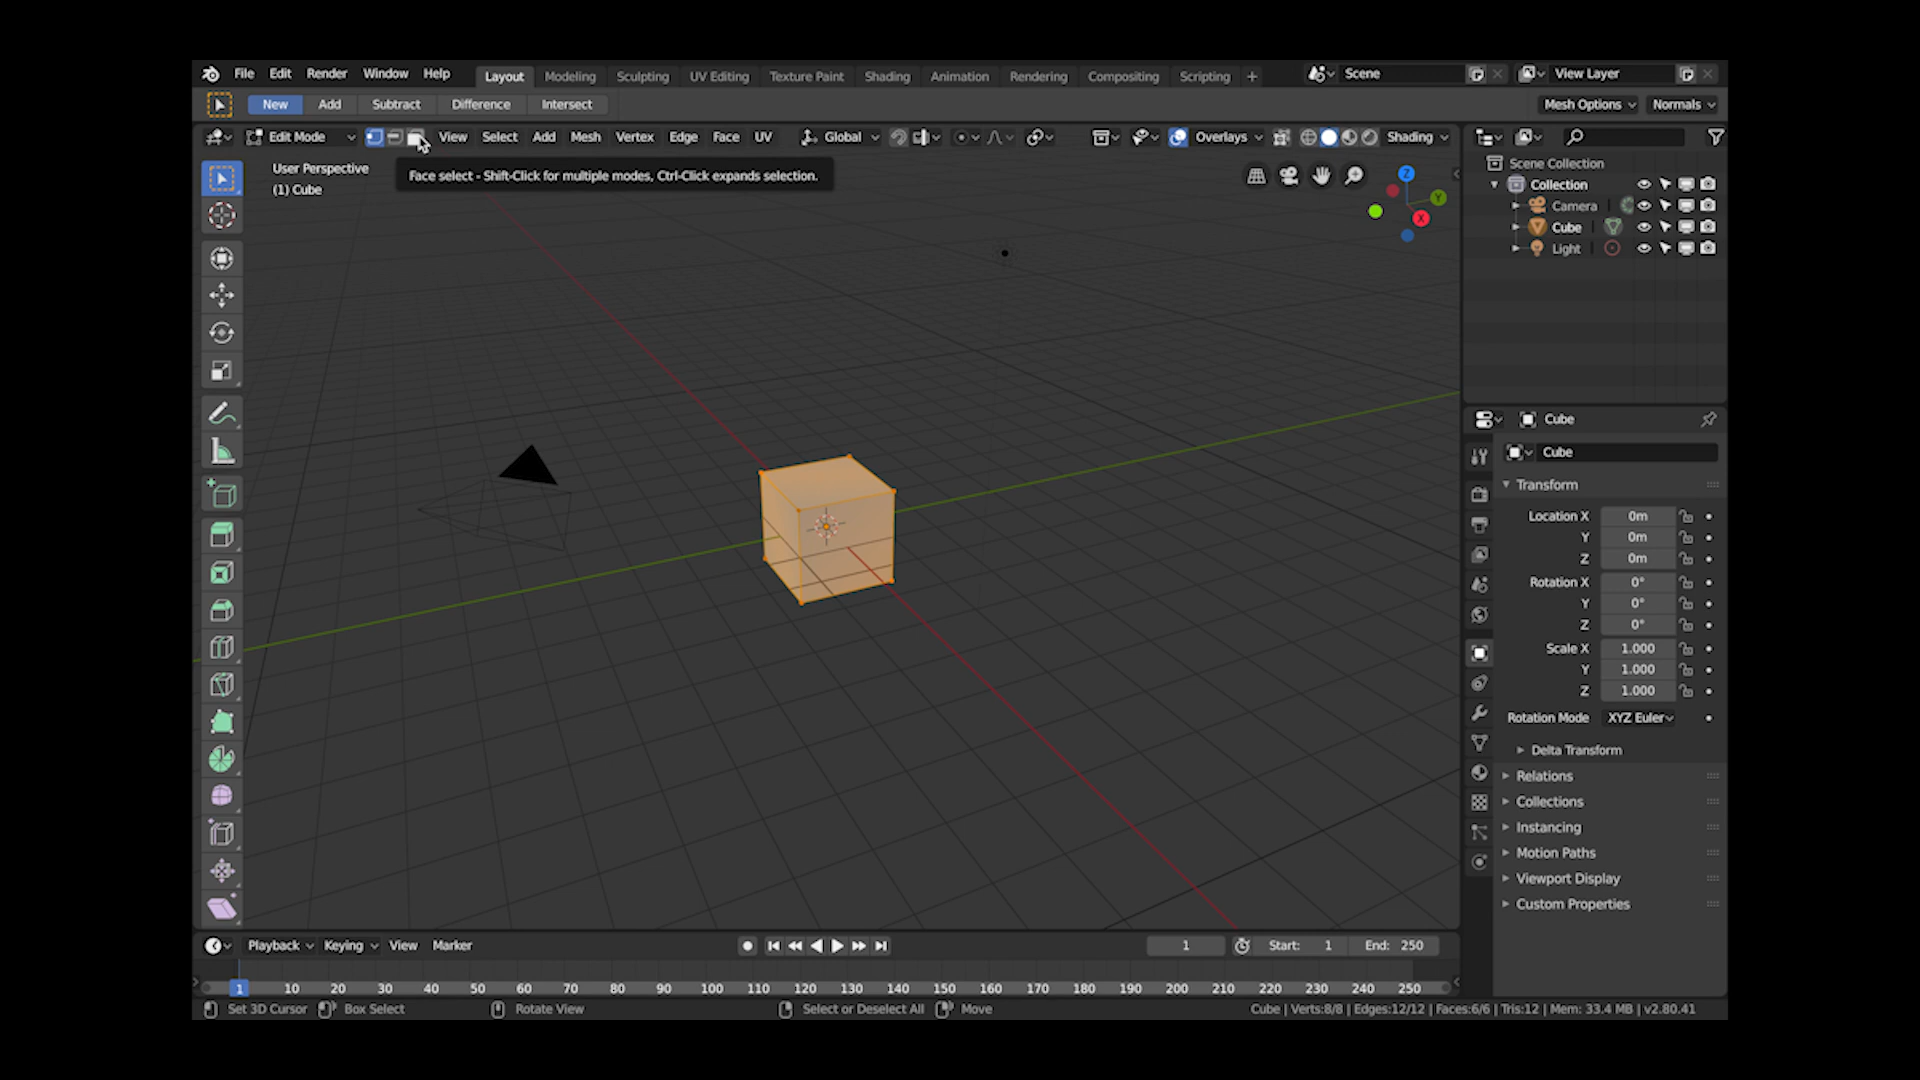 File Edit Render Window Help Layout Modeling Sculpting UV Editing Texture Paint Shading Animation Rendering Compositing Scripting + Scene View Layer
New Add Subtract Difference Intersect Mesh Options Normals
Edit Mode View Select Add Mesh Vertex Edge Face UV Global Overlays Shading
User Perspective
(1) Cube
Face select - Shift-Click for multiple modes, Ctrl-Click expands selection.
Z
Y
X
Scene Collection
Collection
Camera
Cube
Light
Cube
Cube
Transform
Location X 0m
Y 0m
Z 0m
Rotation X 0°
Y 0°
Z 0°
Scale X 1.000
Y 1.000
Z 1.000
Rotation Mode XYZ Euler
Delta Transform
Relations
Collections
Instancing
Motion Paths
Viewport Display
Custom Properties
Playback Keying View Marker 1 Start: 1 End: 250
1 10 20 30 40 50 60 70 80 90 100 110 120 130 140 150 160 170 180 190 200 210 220 230 240 250
Set 3D Cursor Box Select Rotate View Select or Deselect All Move Cube | Verts:8/8 | Edges:12/12 | Faces:6/6 | Tris:12 | Mem: 33.4 MB | v2.80.41